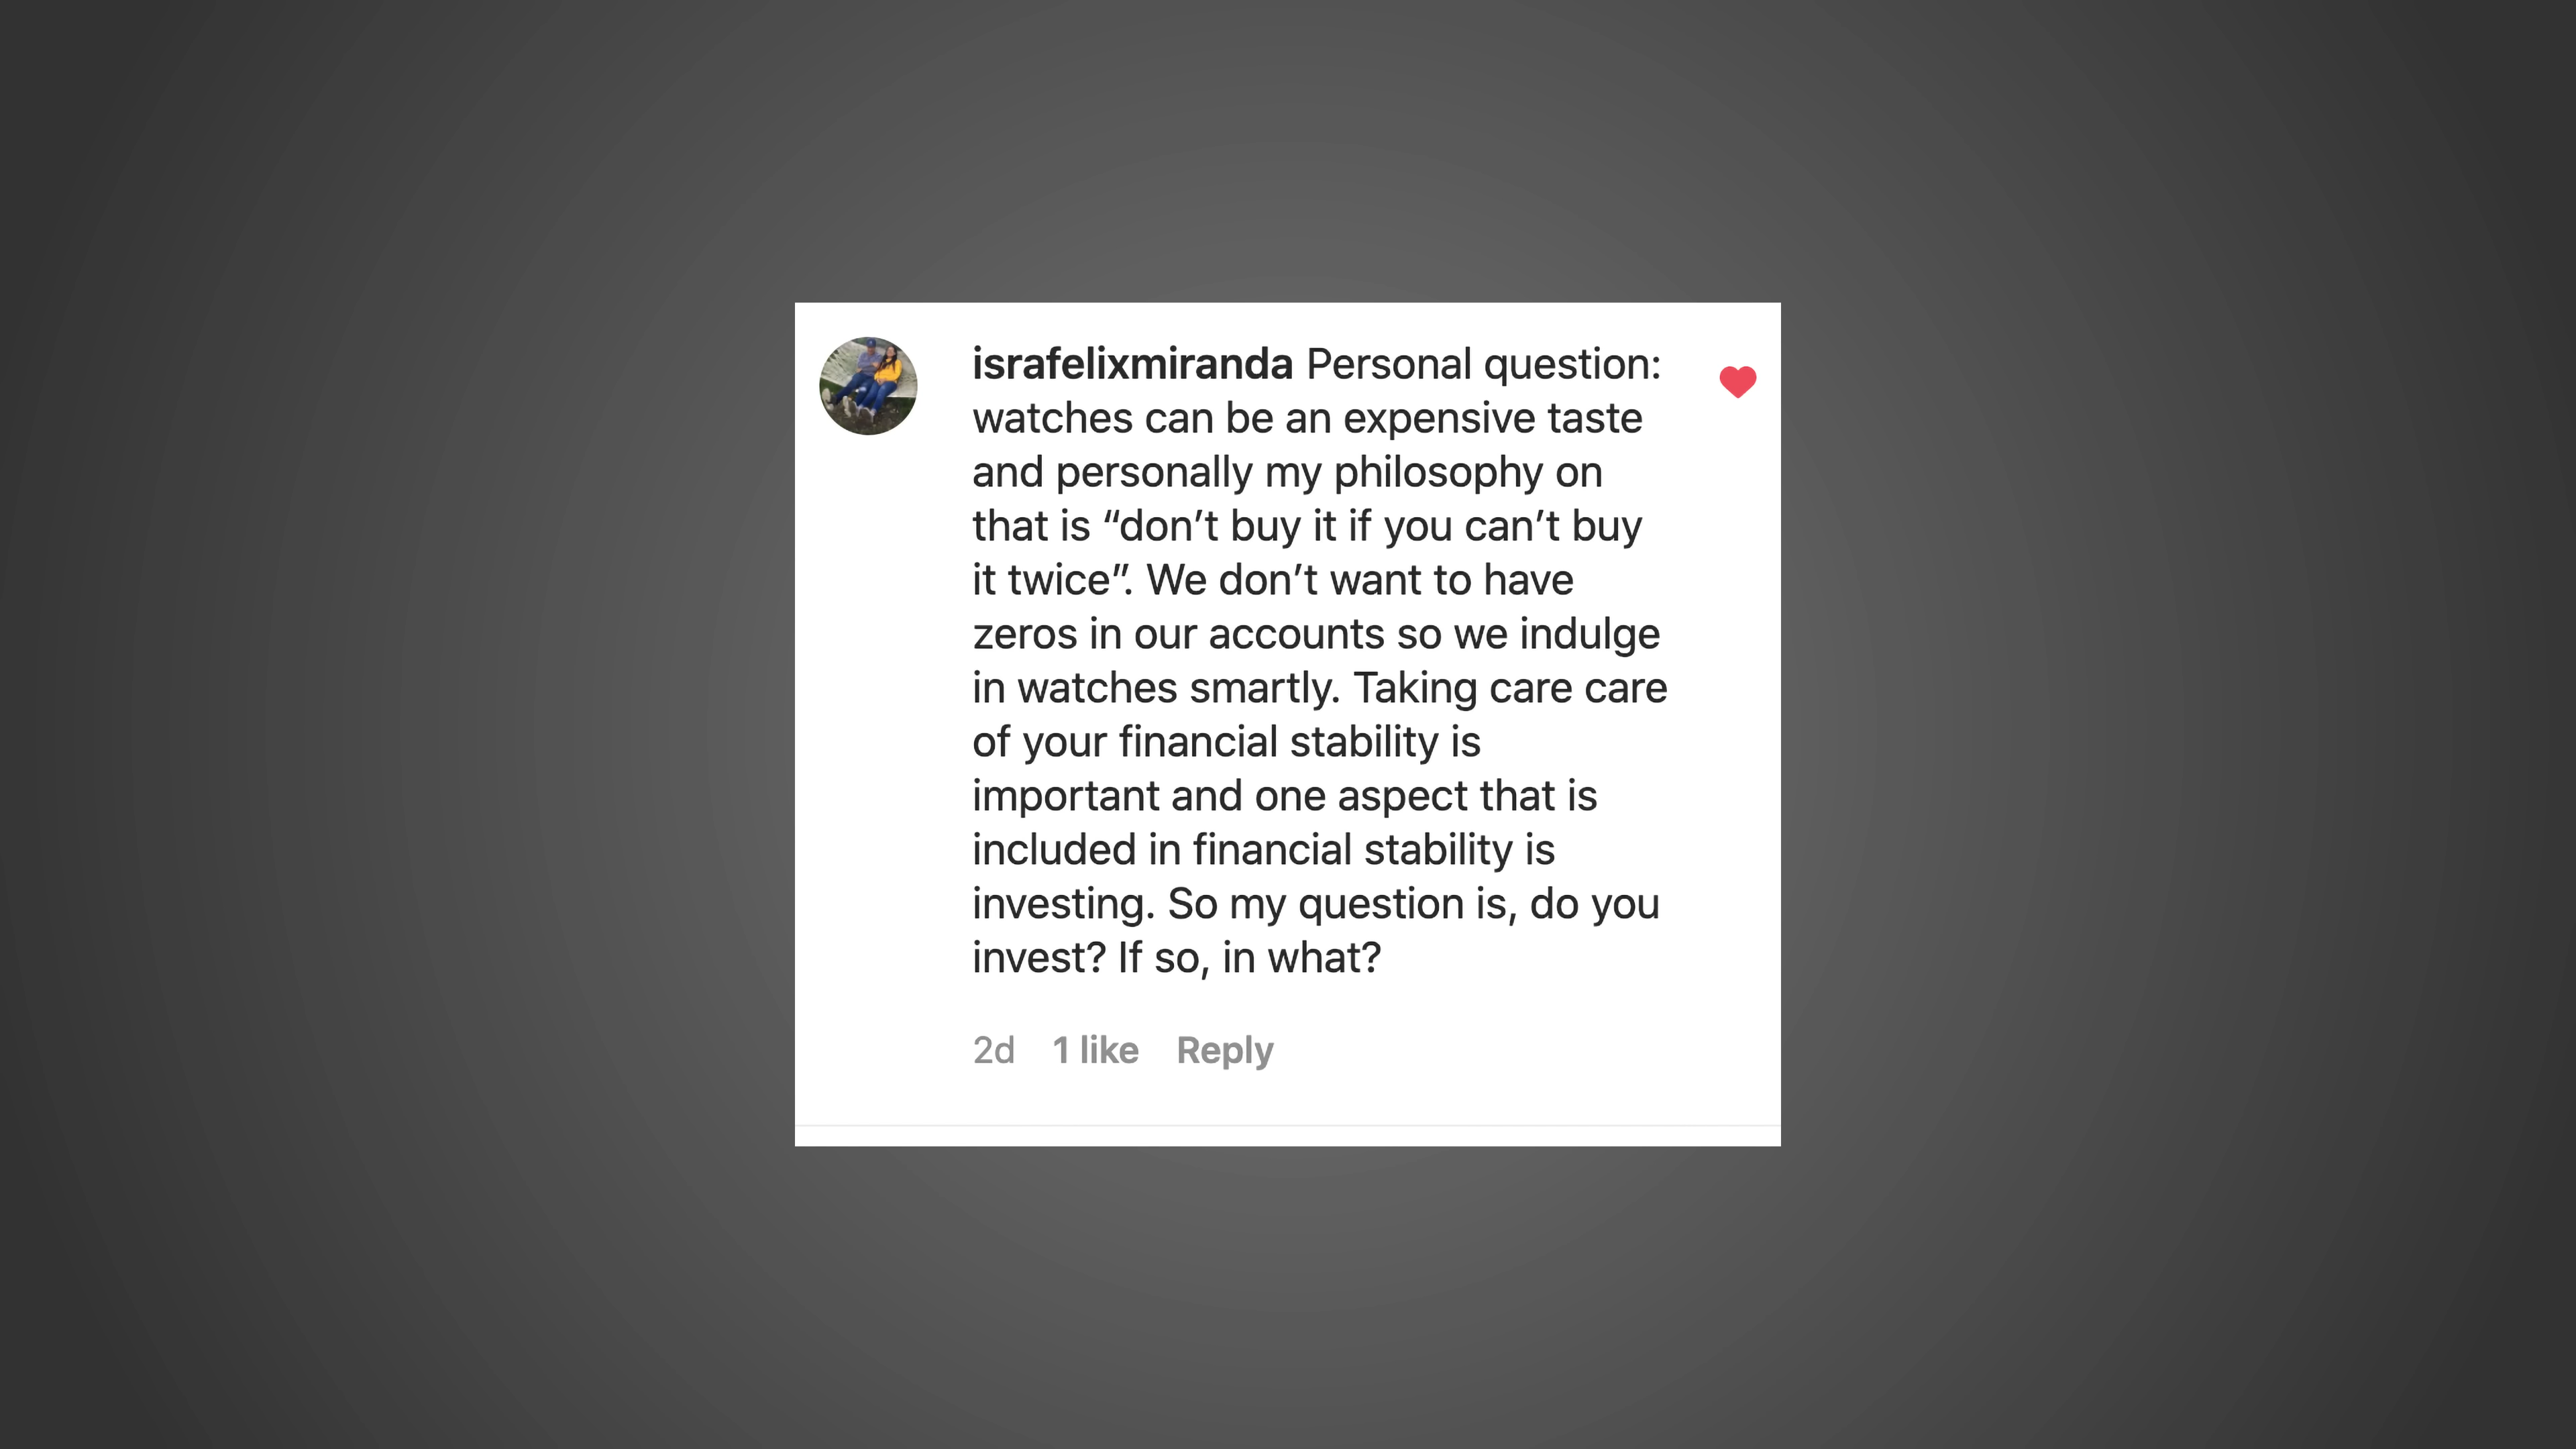 israfelixmiranda Personal question:
watches can be an expensive taste
and personally my philosophy on
that is “don’t buy it if you can’t buy
it twice”. We don’t want to have
zeros in our accounts so we indulge
in watches smartly. Taking care care
of your financial stability is
important and one aspect that is
included in financial stability is
investing. So my question is, do you
invest? If so, in what?
2d 1 like Reply